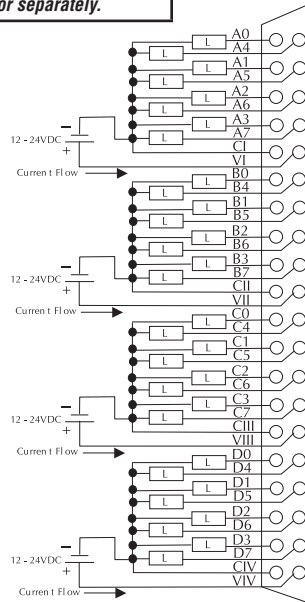 or separately.
L A0
L A4
L A1
L A5
L A2
L A6
L A3
12 - 24VDC − L A7
+ CI
VI
Current Flow
L B0
L B4
L B1
L B5
L B2
L B6
L B3
12 - 24VDC − L B7
+ CII
VII
Current Flow
L C0
L C4
L C1
L C5
L C2
L C6
L C3
12 - 24VDC − L C7
+ CIII
VIII
Current Flow
L D0
L D4
L D1
L D5
L D2
L D6
L D3
12 - 24VDC − L D7
+ CIV
VIV
Current Flow